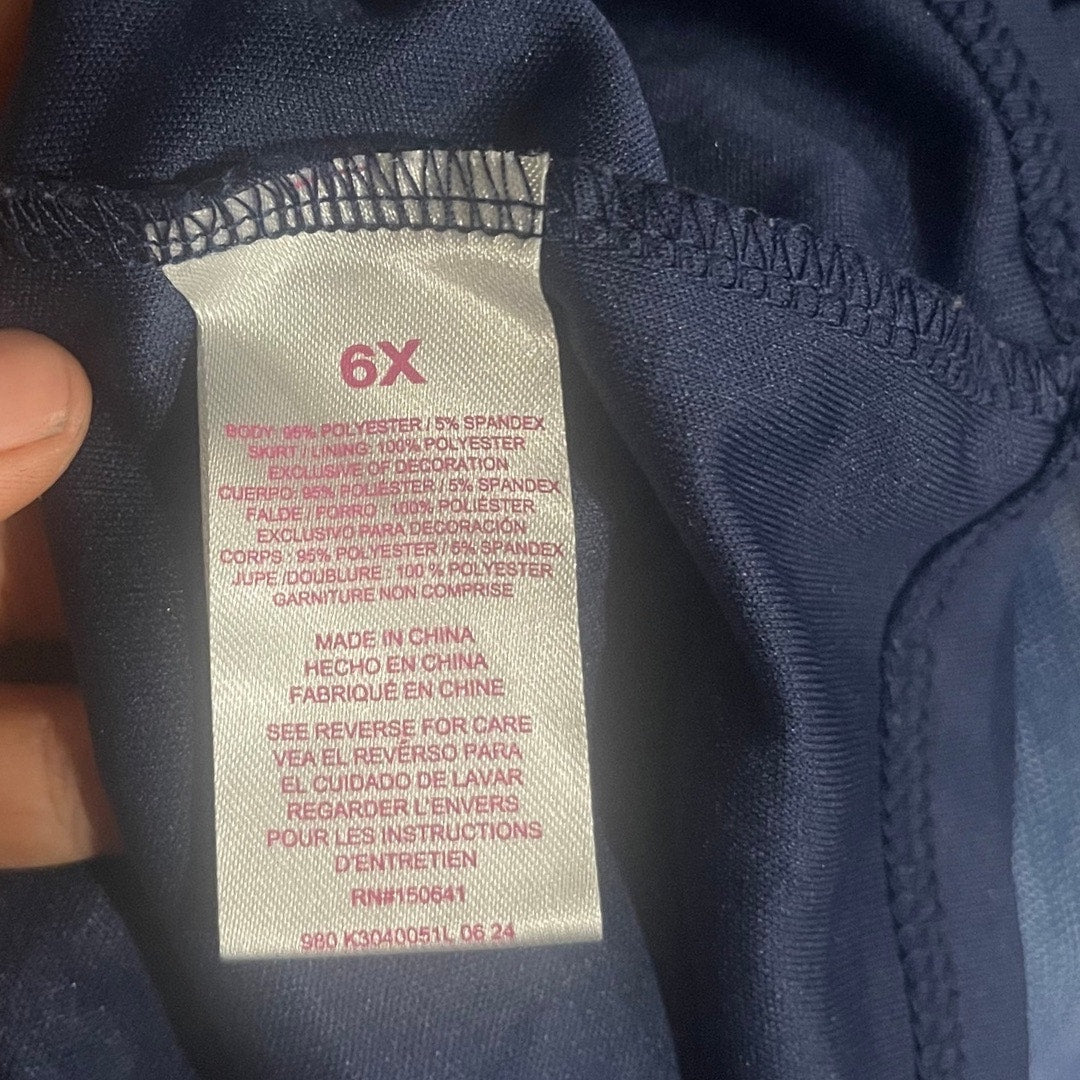 6X
BODY: 95% POLYESTER / 5% SPANDEX
SKIRT / LINING: 100% POLYESTER
EXCLUSIVE OF DECORATION
CUERPO: 95% POLIÉSTER / 5% SPANDEX
FALDE / FORRO : 100% POLIÉSTER
EXCLUSIVO PARA DECORACIÓN
CORPS : 95% POLYESTER / 5% SPANDEX
JUPE /DOUBLURE : 100 % POLYESTER
GARNITURE NON COMPRISE
MADE IN CHINA
HECHO EN CHINA
FABRIQUÉ EN CHINE
SEE REVERSE FOR CARE
VEA EL REVÉRSO PARA
EL CUIDADO DE LAVAR
REGARDER L'ENVERS
POUR LES INSTRUCTIONS
D'ENTRETIEN
RN#150641
980 K3040051L 06 24